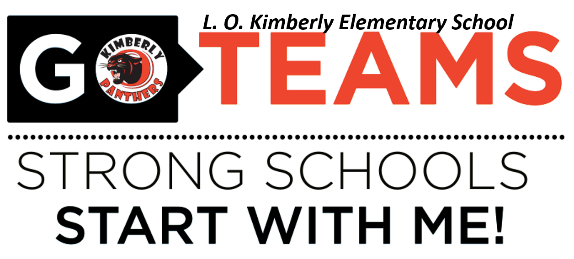 L. O. Kimberly Elementary School
GO TEAMS
KIMBERLY
PANTHERS
STRONG SCHOOLS
START WITH ME!